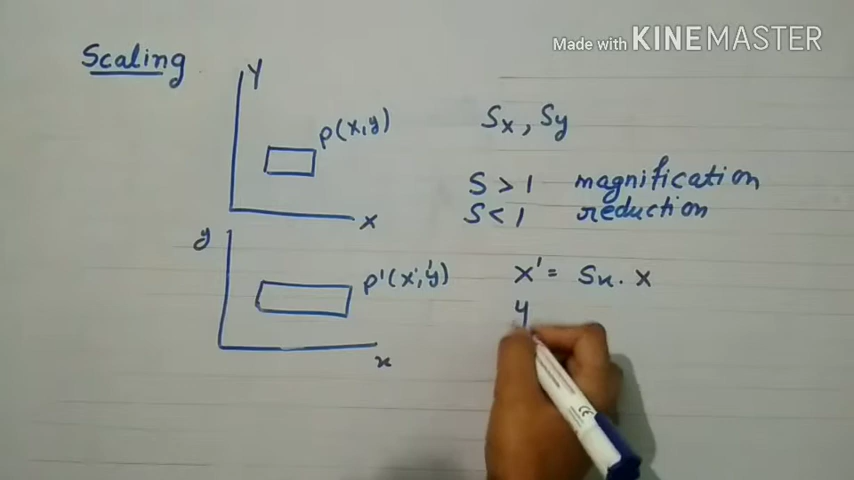 Made with KINEMASTER
Scaling
Y
P(x,y)
x
Sx, Sy
S > 1 magnification
S < 1 reduction
y
P'(x',y')
x
x' = Sx . x
y